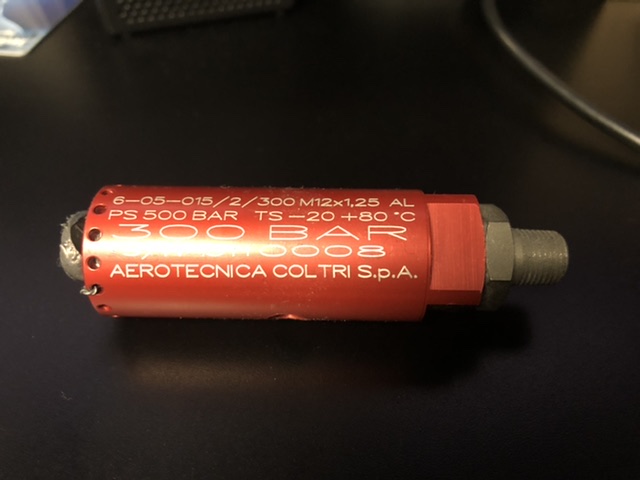 6-05-015/2/300 M12x1,25 AL
PS 500 BAR TS -20 +80 °C
300 BAR
AEROTECNICA COLTRI S.p.A.